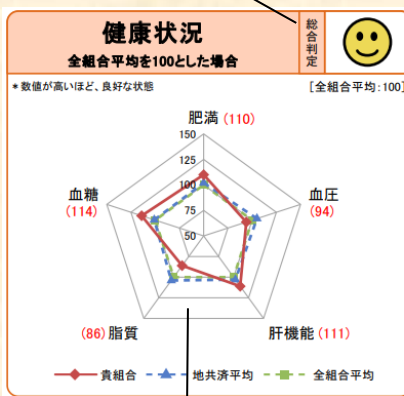 健康状況
全組合平均を100とした場合
総合判定
*数値が高いほど、良好な状態
[全組合平均:100]
肥満 (110)
150
125
100
75
50
血糖
(114)
血圧
(94)
(86) 脂質
肝機能 (111)
貴組合 地共済平均 全組合平均